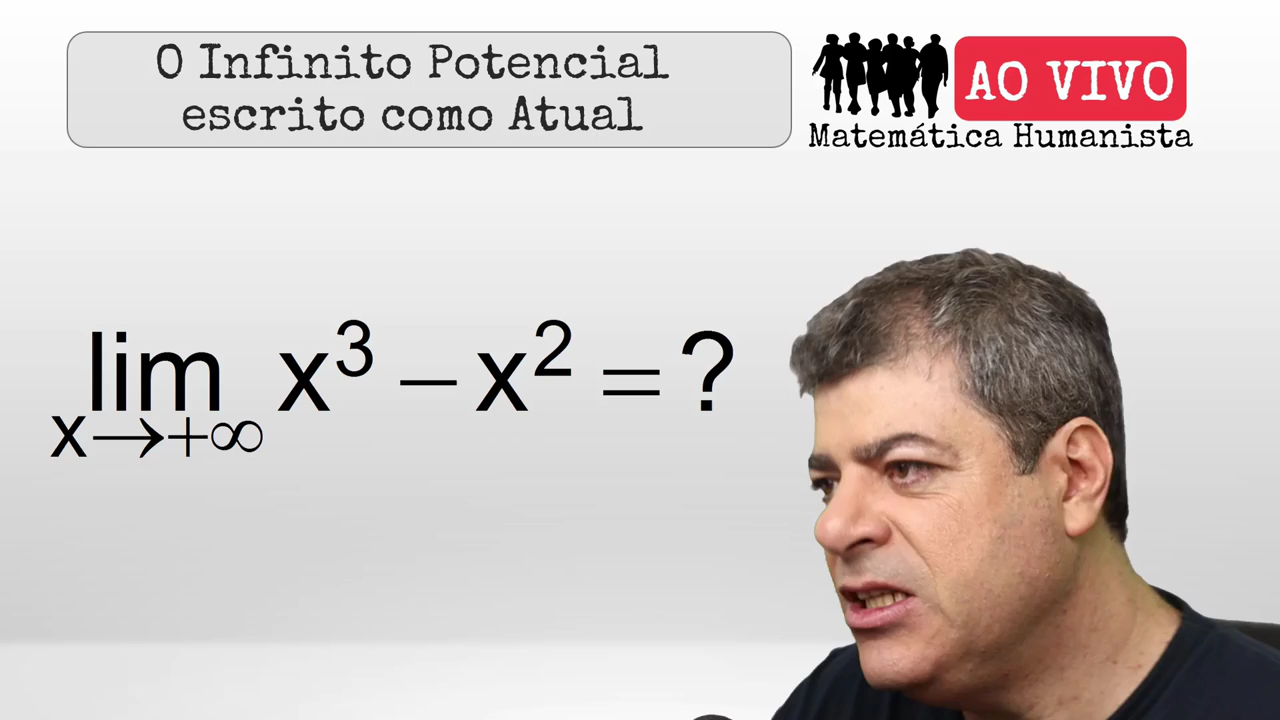 O Infinito Potencial
escrito como Atual
AO VIVO
Matemática Humanista
lim x³ – x² = ?
x→+∞